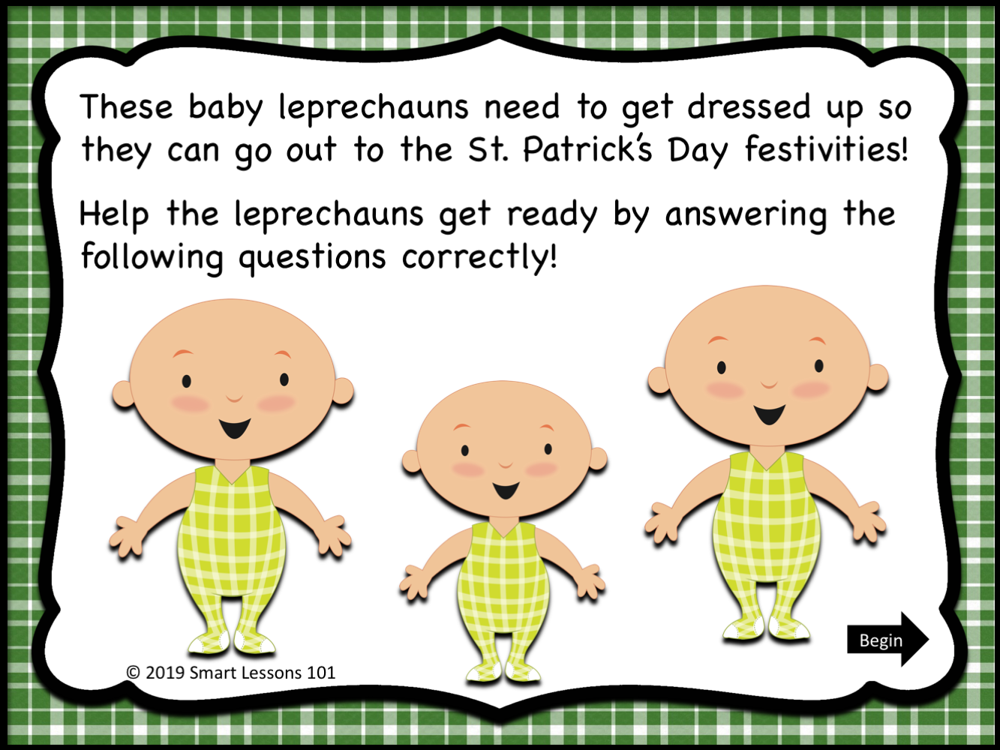 These baby leprechauns need to get dressed up so
they can go out to the St. Patrick's Day festivities!
Help the leprechauns get ready by answering the
following questions correctly!
Begin
© 2019 Smart Lessons 101